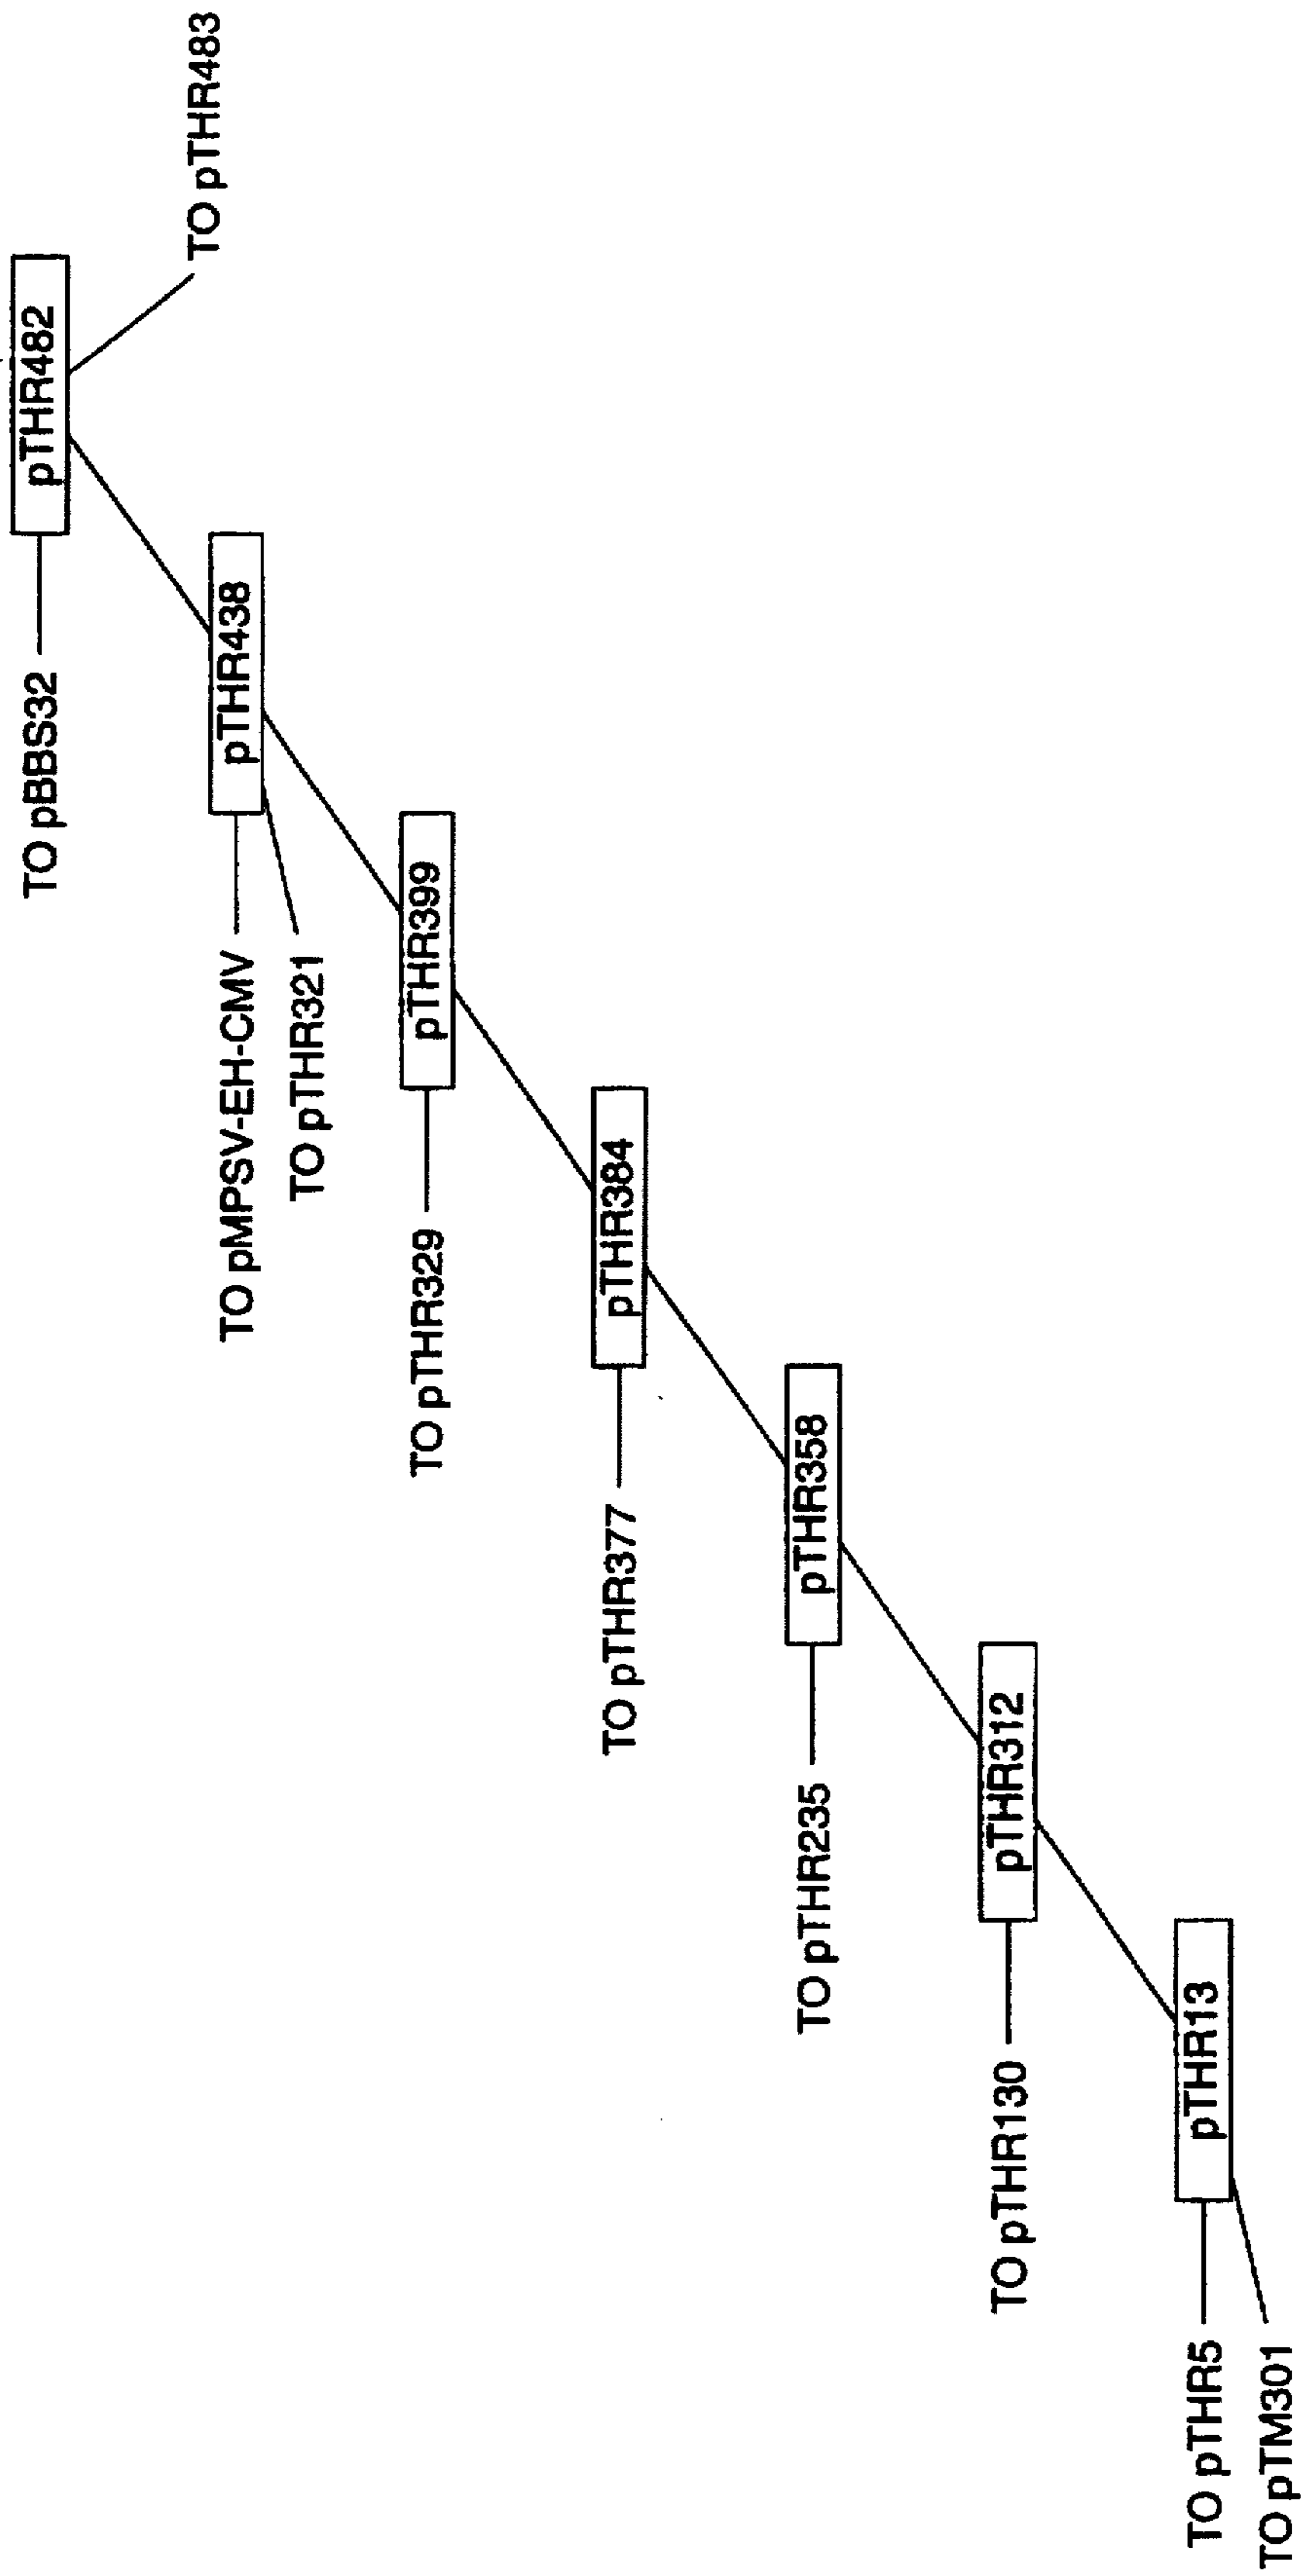 pTHR482
TO pBBS32
TO pTHR483
pTHR438
TO pMPSV-EH-CMV
TO pTHR321
pTHR399
TO pTHR329
pTHR384
TO pTHR377
pTHR358
TO pTHR235
pTHR312
TO pTHR130
pTHR13
TO pTHR5
TO pTM301